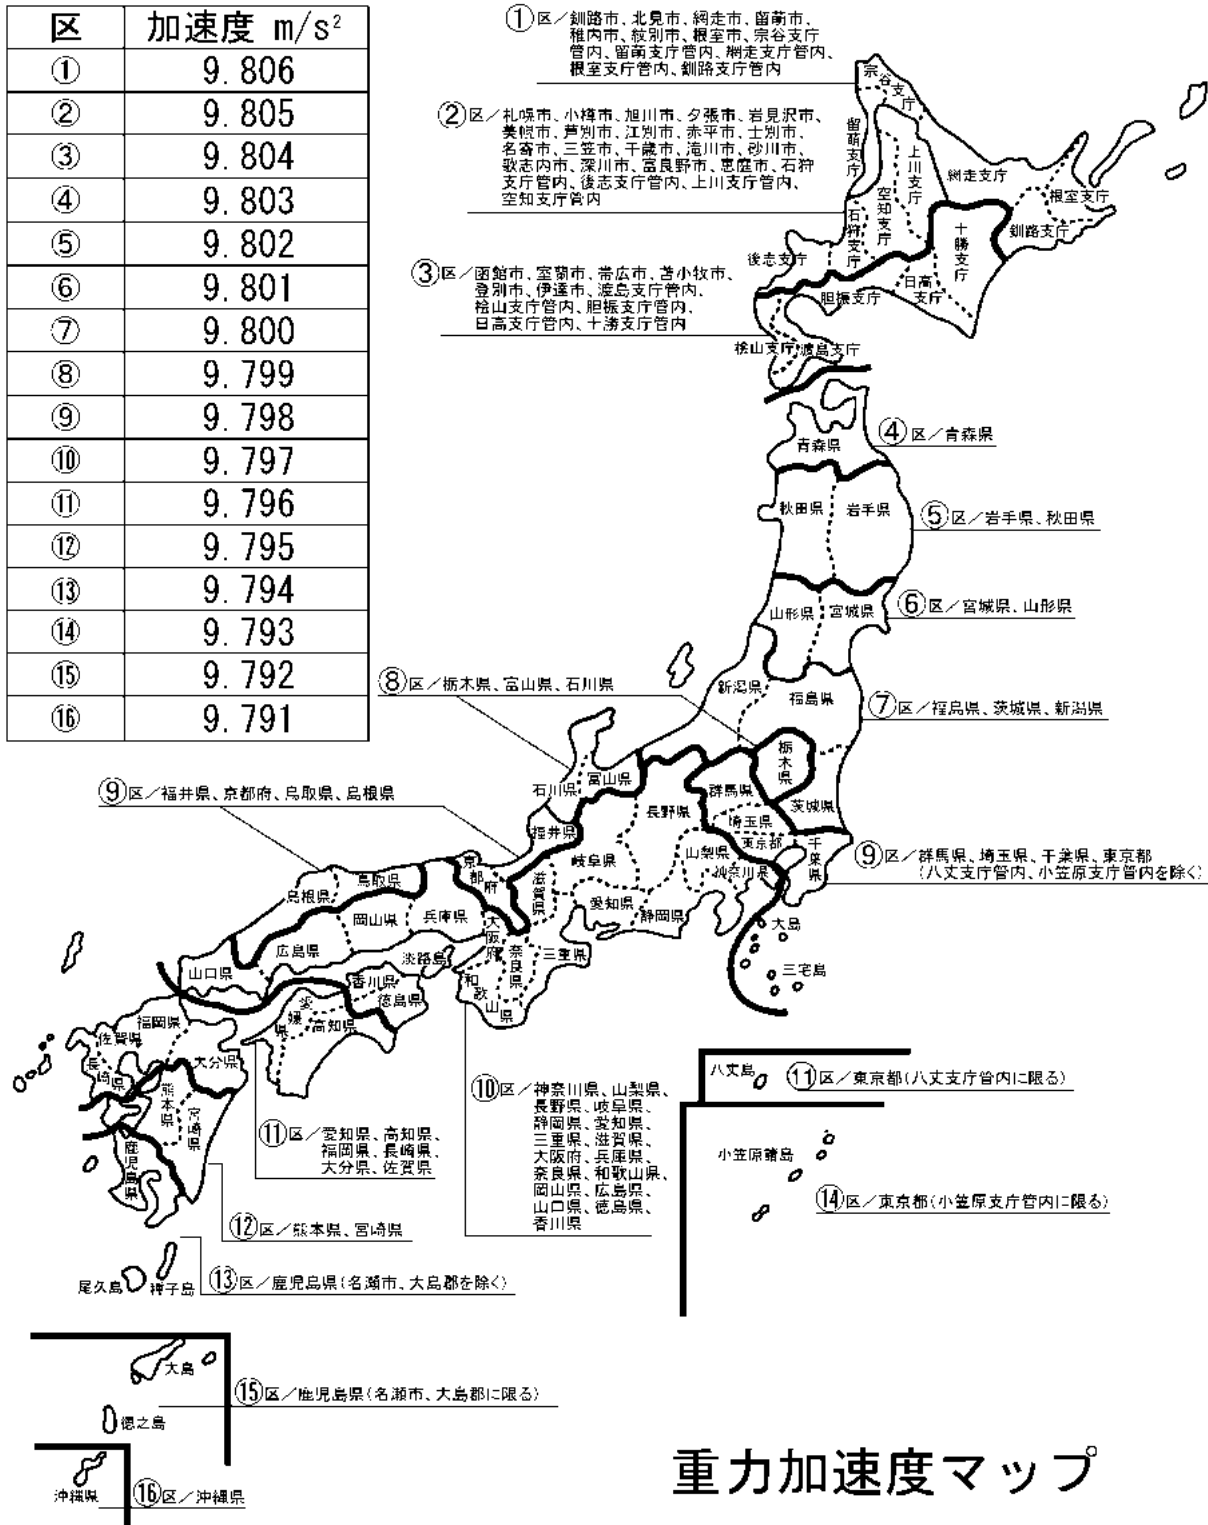 区 加速度 m/s²
① 9.806
② 9.805
③ 9.804
④ 9.803
⑤ 9.802
⑥ 9.801
⑦ 9.800
⑧ 9.799
⑨ 9.798
⑩ 9.797
⑪ 9.796
⑫ 9.795
⑬ 9.794
⑭ 9.793
⑮ 9.792
⑯ 9.791
①区／釧路市、北見市、網走市、留萌市、
稚内市、紋別市、根室市、宗谷支庁
管内、留萌支庁管内、網走支庁管内、
根室支庁管内、釧路支庁管内
②区／札幌市、小樽市、旭川市、夕張市、岩見沢市、
美唄市、芦別市、江別市、赤平市、士別市、
名寄市、三笠市、千歳市、滝川市、砂川市、
歌志内市、深川市、富良野市、恵庭市、石狩
支庁管内、後志支庁管内、上川支庁管内、
空知支庁管内
③区／函館市、室蘭市、帯広市、苫小牧市、
登別市、伊達市、渡島支庁管内、
桧山支庁管内、胆振支庁管内、
日高支庁管内、十勝支庁管内
宗谷支庁
留萌支庁
上川支庁
網走支庁
根室支庁
釧路支庁
空知支庁
石狩支庁
十勝支庁
後志支庁
日高支庁
胆振支庁
桧山支庁
渡島支庁
青森県
④区／青森県
秋田県
岩手県
⑤区／岩手県、秋田県
山形県
宮城県
⑥区／宮城県、山形県
⑧区／栃木県、富山県、石川県
新潟県
福島県
⑦区／福島県、茨城県、新潟県
栃木県
石川県
富山県
群馬県
茨城県
⑨区／福井県、京都府、鳥取県、島根県
長野県
埼玉県
福井県
東京都
千葉県
山梨県
神奈川県
岐阜県
京都府
滋賀県
⑨区／群馬県、埼玉県、千葉県、東京都
（八丈支庁管内、小笠原支庁管内を除く）
鳥取県
島根県
愛知県
静岡県
岡山県
兵庫県
大阪府
奈良県
三重県
大島
広島県
淡路島
山口県
三宅島
香川県
徳島県
和歌山県
愛媛県
高知県
福岡県
佐賀県
大分県
長崎県
熊本県
宮崎県
鹿児島県
八丈島
⑪区／東京都（八丈支庁管内に限る）
⑩区／神奈川県、山梨県、
長野県、岐阜県、
静岡県、愛知県、
三重県、滋賀県、
大阪府、兵庫県、
奈良県、和歌山県、
岡山県、広島県、
山口県、徳島県、
香川県
⑪区／愛知県、高知県、
福岡県、長崎県、
大分県、佐賀県
小笠原諸島
⑭区／東京都（小笠原支庁管内に限る）
⑫区／熊本県、宮崎県
尾久島
種子島
⑬区／鹿児島県（名瀬市、大島郡を除く）
大島
⑮区／鹿児島県（名瀬市、大島郡に限る）
徳之島
沖縄県
⑯区／沖縄県
重力加速度マップ